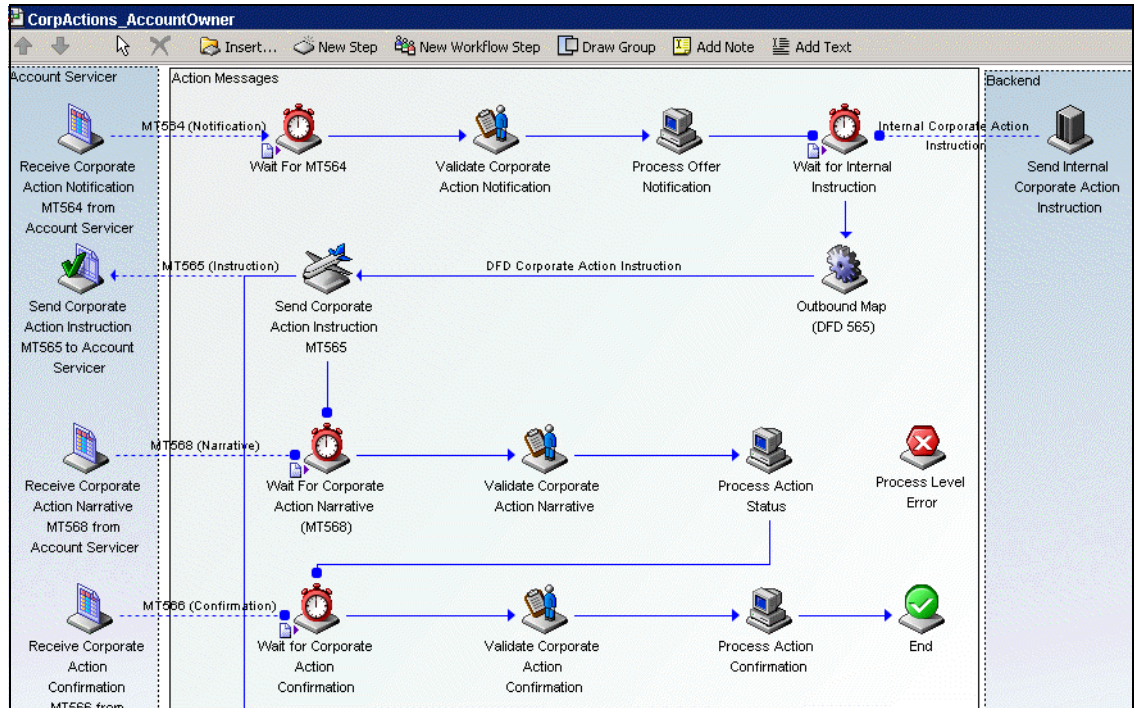 CorpActions_AccountOwner
Insert... New Step New Workflow Step Draw Group Add Note Add Text
Account Servicer
Action Messages
Backend
MT564 (Notification)
Internal Corporate Action
Instruction
Receive Corporate
Action Notification
MT564 from
Account Servicer
Wait For MT564
Validate Corporate
Action Notification
Process Offer
Notification
Wait for Internal
Instruction
Send Internal
Corporate Action
Instruction
MT565 (Instruction)
DFD Corporate Action Instruction
Send Corporate
Action Instruction
MT565 to Account
Servicer
Send Corporate
Action Instruction
MT565
Outbound Map
(DFD 565)
MT568 (Narrative)
Receive Corporate
Action Narrative
MT568 from
Account Servicer
Wait For Corporate
Action Narrative
(MT568)
Validate Corporate
Action Narrative
Process Action
Status
Process Level
Error
MT566 (Confirmation)
Receive Corporate
Action
Confirmation
MT566 from
Wait for Corporate
Action
Confirmation
Validate Corporate
Action
Confirmation
Process Action
Confirmation
End